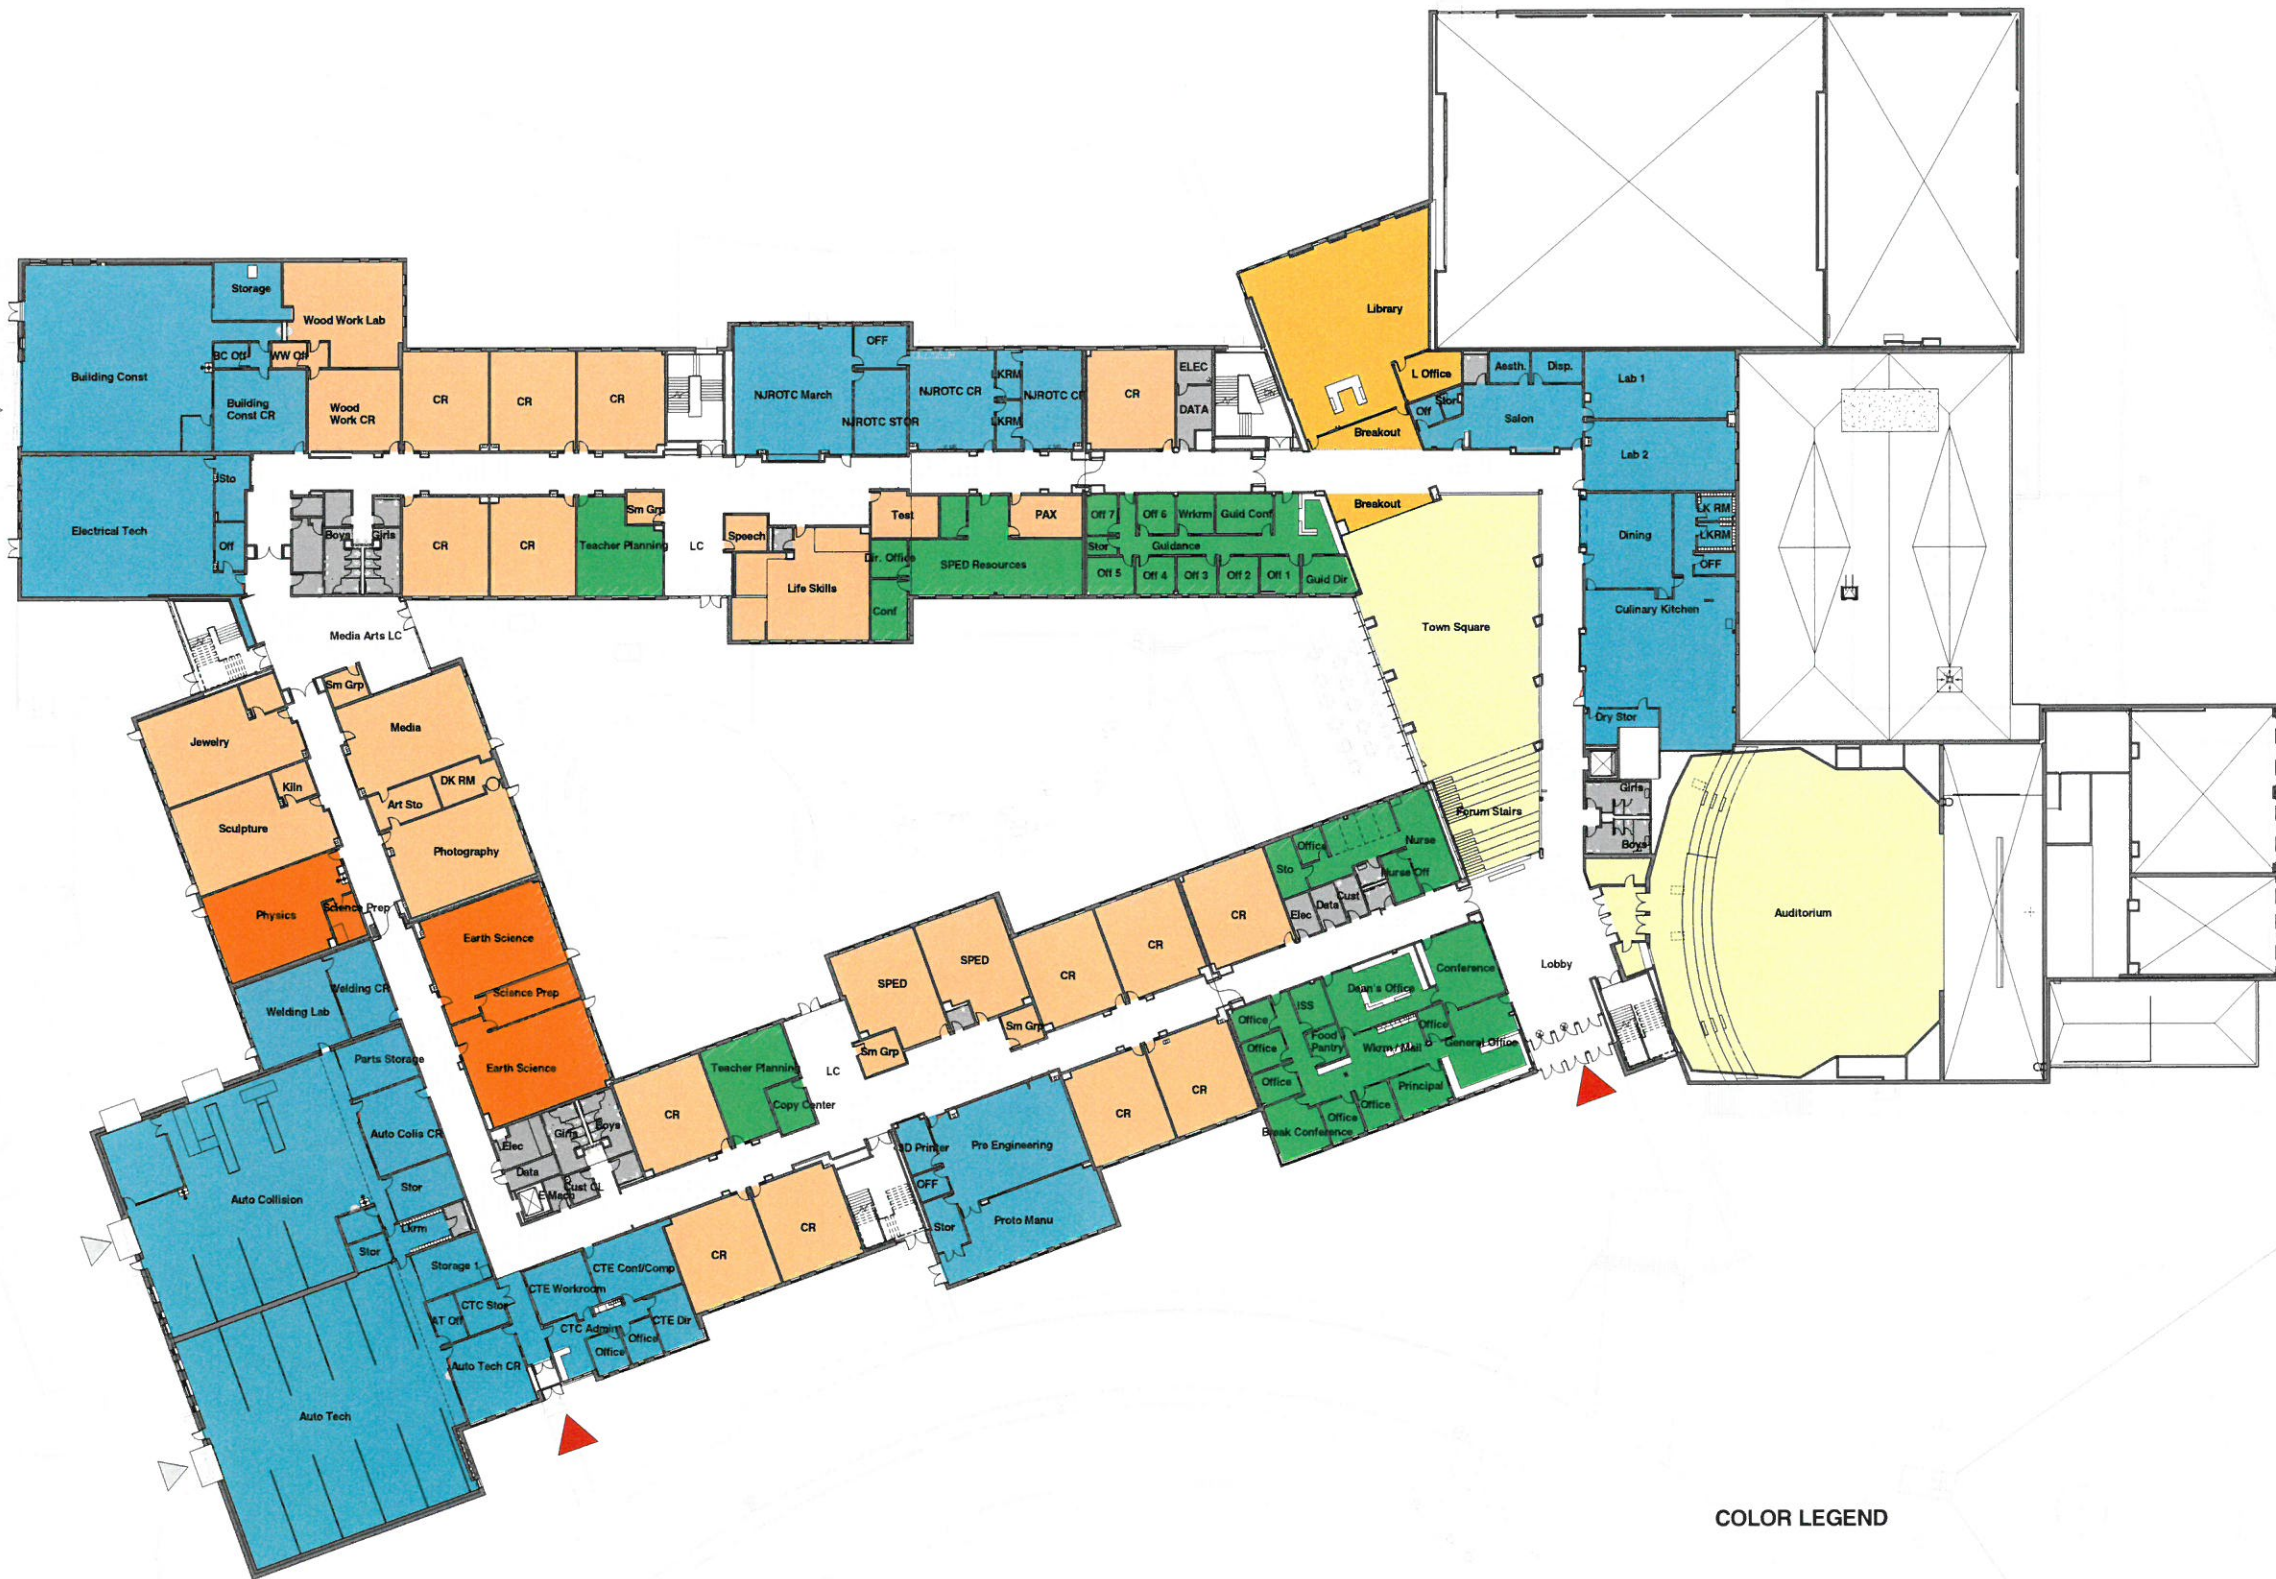 Library
Storage
Wood Work Lab
BC Off
WW Off
Building Const
Building
Const CR
Wood
Work CR
CR
CR
CR
NJROTC March
OFF
NJROTC STOR
NJROTC CR
LKRM
LKRM
NJROTC CR
CR
ELEC
DATA
L Office
Stor
Off
Breakout
Aesth.
Disp.
Salon
Lab 1
Lab 2
Electrical Tech
Sto
Off
Boys
Girls
CR
CR
Teacher Planning
Sm Grp
LC
Speech
Life Skills
Test
Dir. Office
Conf
SPED Resources
PAX
Off 7
Off 6
Wrkrm
Guid Conf
Stor
Guidance
Off 5
Off 4
Off 3
Off 2
Off 1
Guid Dir
Breakout
Town Square
Dining
LK RM
LKRM
OFF
Culinary Kitchen
Dry Stor
Media Arts LC
Sm Grp
Jewelry
Media
Kiln
DK RM
Art Sto
Sculpture
Photography
Physics
Science Prep
Earth Science
Science Prep
Earth Science
Welding CR
Welding Lab
Parts Storage
Auto Colis CR
Auto Collision
Stor
Lkrm
Stor
Storage 1
CTC Stor
AT Off
Auto Tech CR
Auto Tech
Elec
Data
Girls
Boys
E Mach
Cust CL
CTE Workroom
CTE Conf/Comp
CTC Admin
Office
Office
CTE Dir
CR
CR
CR
Teacher Planning
Copy Center
LC
SPED
SPED
Sm Grp
Sm Grp
CR
CR
CR
3D Printer
OFF
Stor
Pre Engineering
Proto Manu
CR
CR
Sto
Office
Nurse
Nurse Off
Elec
Data
Cust
Forum Stairs
Girls
Boys
Auditorium
Lobby
Conference
Dean's Office
ISS
Office
Office
Office
Food
Pantry
Wkrm / Mail
Office
General Office
Principal
Office
Office
Break Conference
COLOR LEGEND